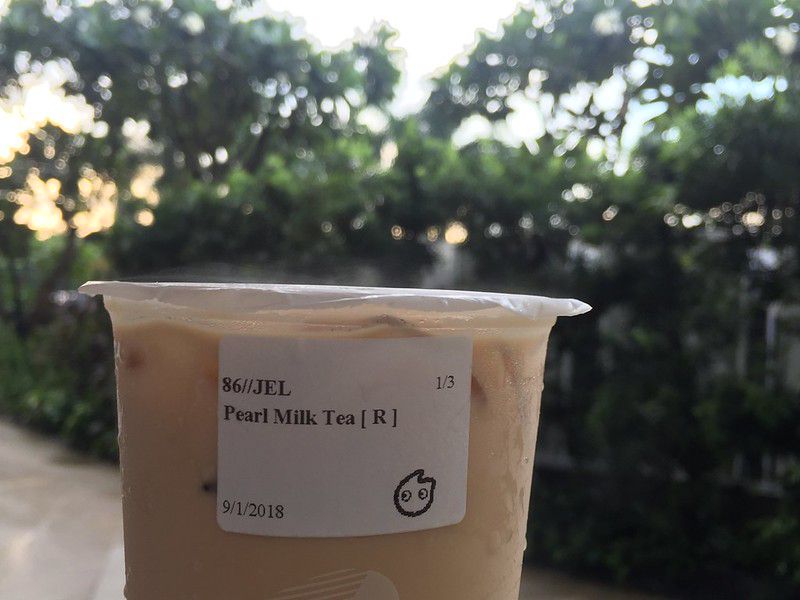 86//JEL 1/3
Pearl Milk Tea [ R ]
9/1/2018